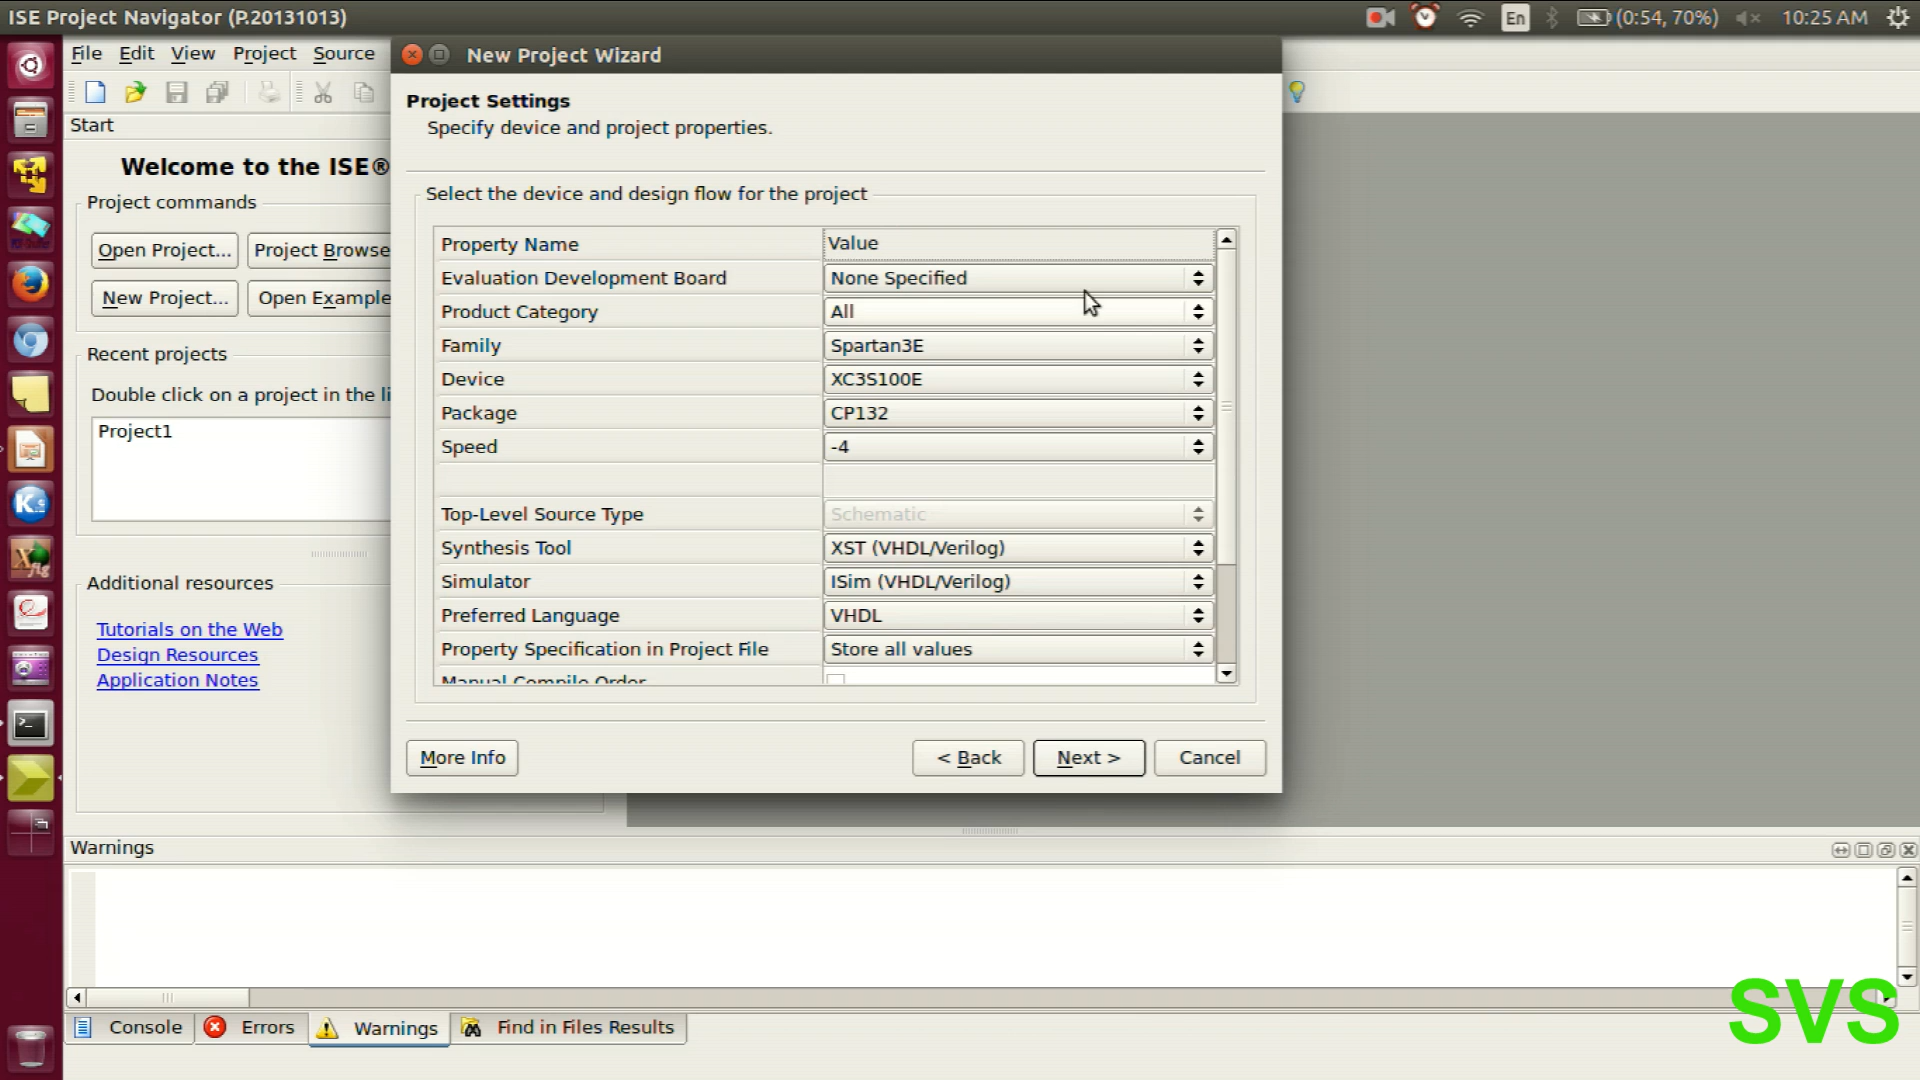 ISE Project Navigator (P.20131013)
En
(0:54, 70%)
10:25 AM
File Edit View Project Source
New Project Wizard
Project Settings
Specify device and project properties.
Start
Welcome to the ISE®
Project commands
Open Project...
Project Browse
New Project...
Open Example
Recent projects
Double click on a project in the li
Project1
Additional resources
Tutorials on the Web
Design Resources
Application Notes
Select the device and design flow for the project
Property Name Value
Evaluation Development Board None Specified
Product Category All
Family Spartan3E
Device XC3S100E
Package CP132
Speed -4
Top-Level Source Type Schematic
Synthesis Tool XST (VHDL/Verilog)
Simulator ISim (VHDL/Verilog)
Preferred Language VHDL
Property Specification in Project File Store all values
Manual Compile Order
More Info
< Back
Next >
Cancel
Warnings
Console
Errors
Warnings
Find in Files Results
SVS